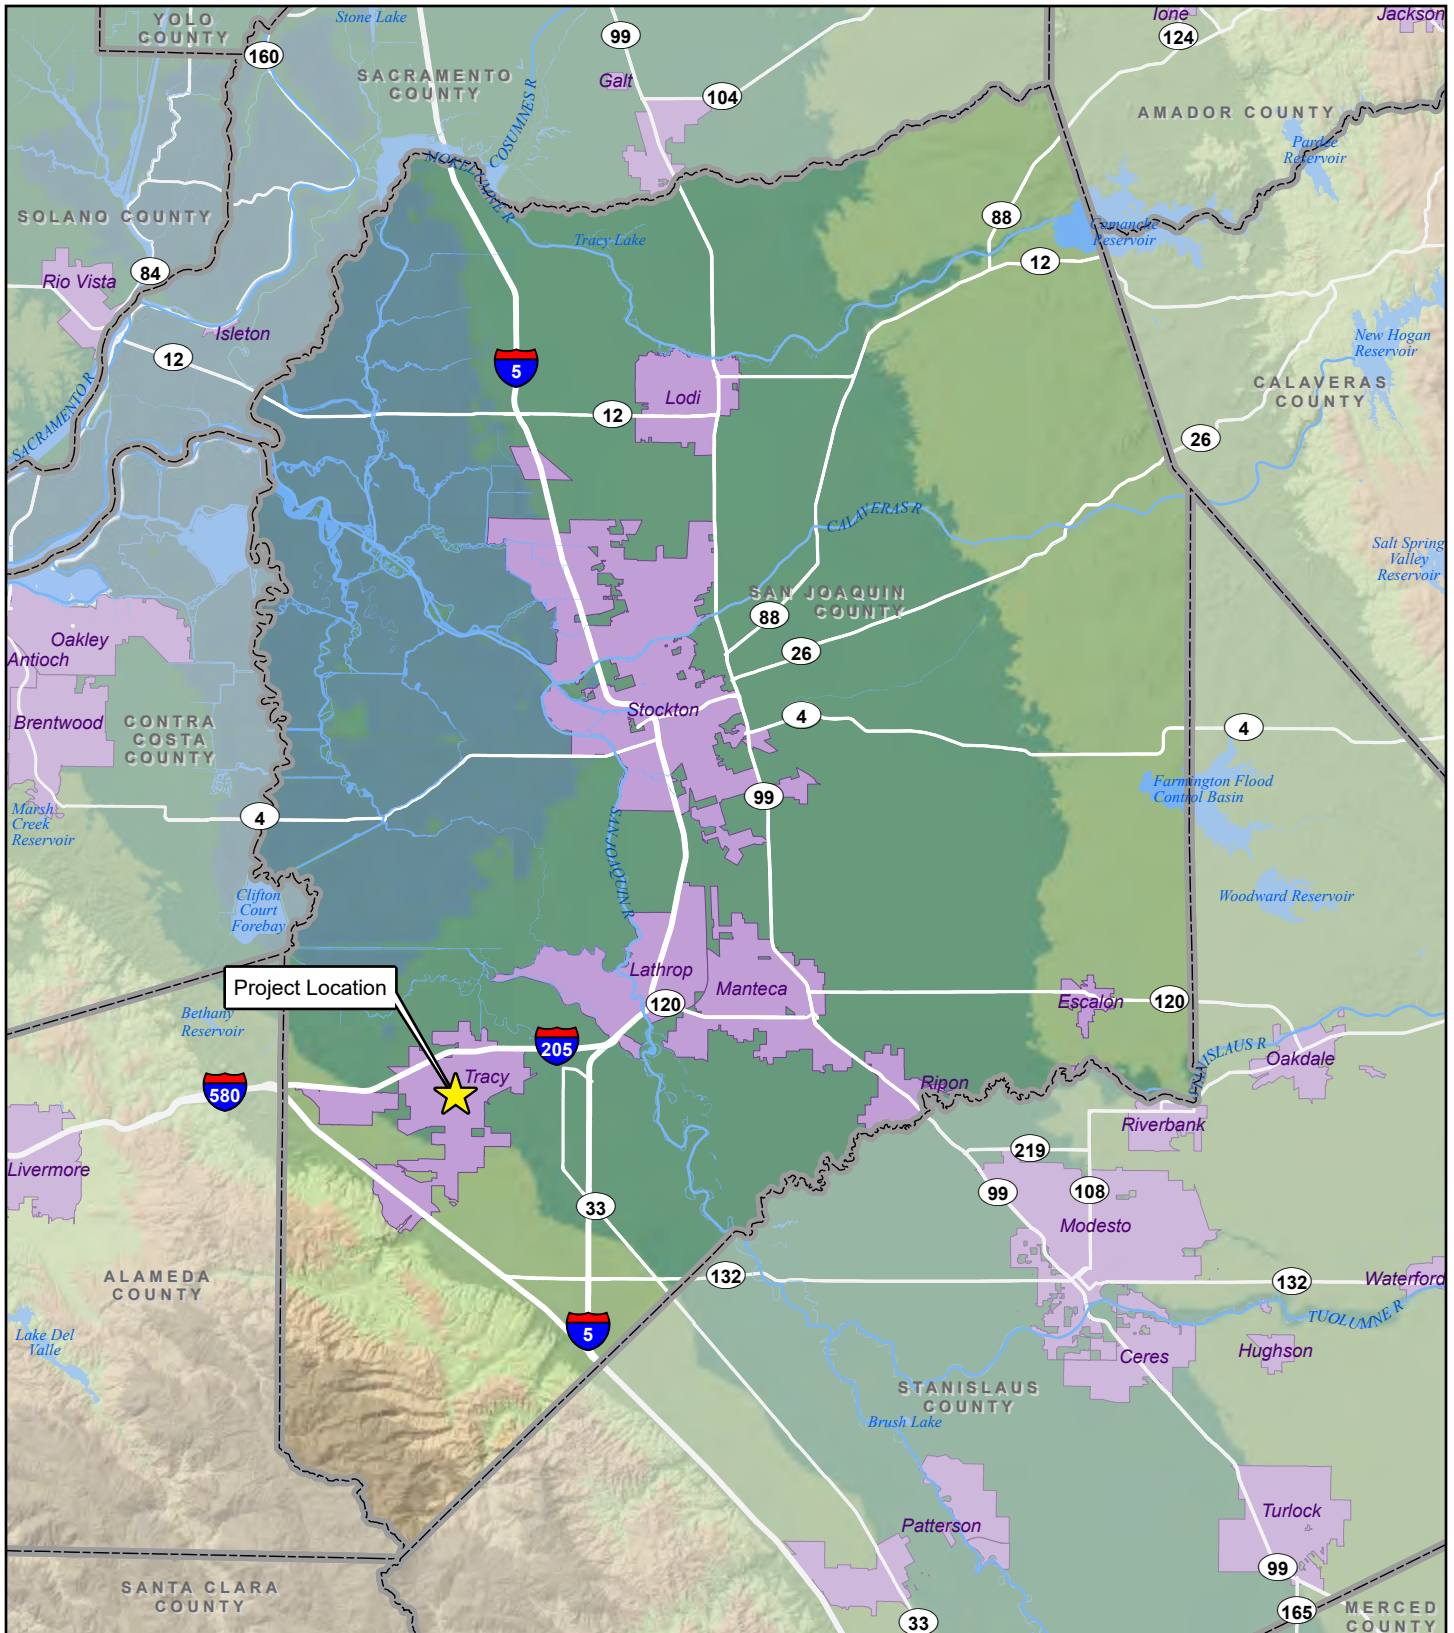 YOLO
COUNTY
Stone Lake
160
SACRAMENTO
COUNTY
COSUMNES R
MOKELUMNE R
99
Galt
104
Ione
124
Jackson
AMADOR COUNTY
Pardee
Reservoir
SOLANO COUNTY
84
Rio Vista
Isleton
12
SACRAMENTO R
Tracy Lake
88
Camanche
Reservoir
12
5
Lodi
12
New Hogan
Reservoir
CALAVERAS
COUNTY
26
CALAVERAS R
Salt Spring
Valley
Reservoir
SAN JOAQUIN
COUNTY
88
26
Oakley
Antioch
Brentwood
CONTRA
COSTA
COUNTY
Stockton
4
4
99
Farmington Flood
Control Basin
Marsh
Creek
Reservoir
4
SAN JOAQUIN R
Clifton
Court
Forebay
Woodward Reservoir
Project Location
Lathrop
Manteca
120
Escalon
120
Bethany
Reservoir
205
Tracy
580
STANISLAUS R
Oakdale
Ripon
Riverbank
Livermore
219
99
108
Modesto
33
ALAMEDA
COUNTY
132
132
Waterford
TUOLUMNE R
Lake Del
Valle
5
Ceres
Hughson
STANISLAUS
COUNTY
Brush Lake
Patterson
Turlock
99
SANTA CLARA
COUNTY
33
165
MERCED
COUNTY